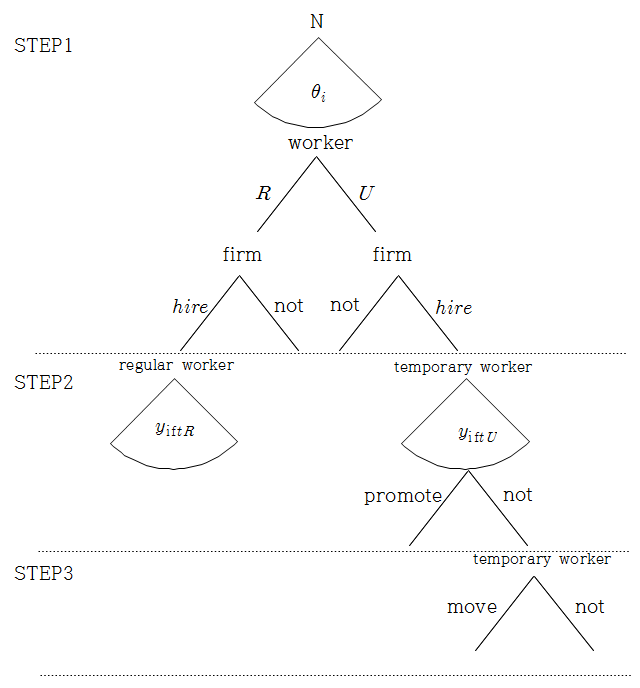 N
STEP1
θi
worker
R U
firm firm
hire not not hire
regular worker temporary worker
STEP2
yiftR yiftU
promote not
temporary worker
STEP3
move not